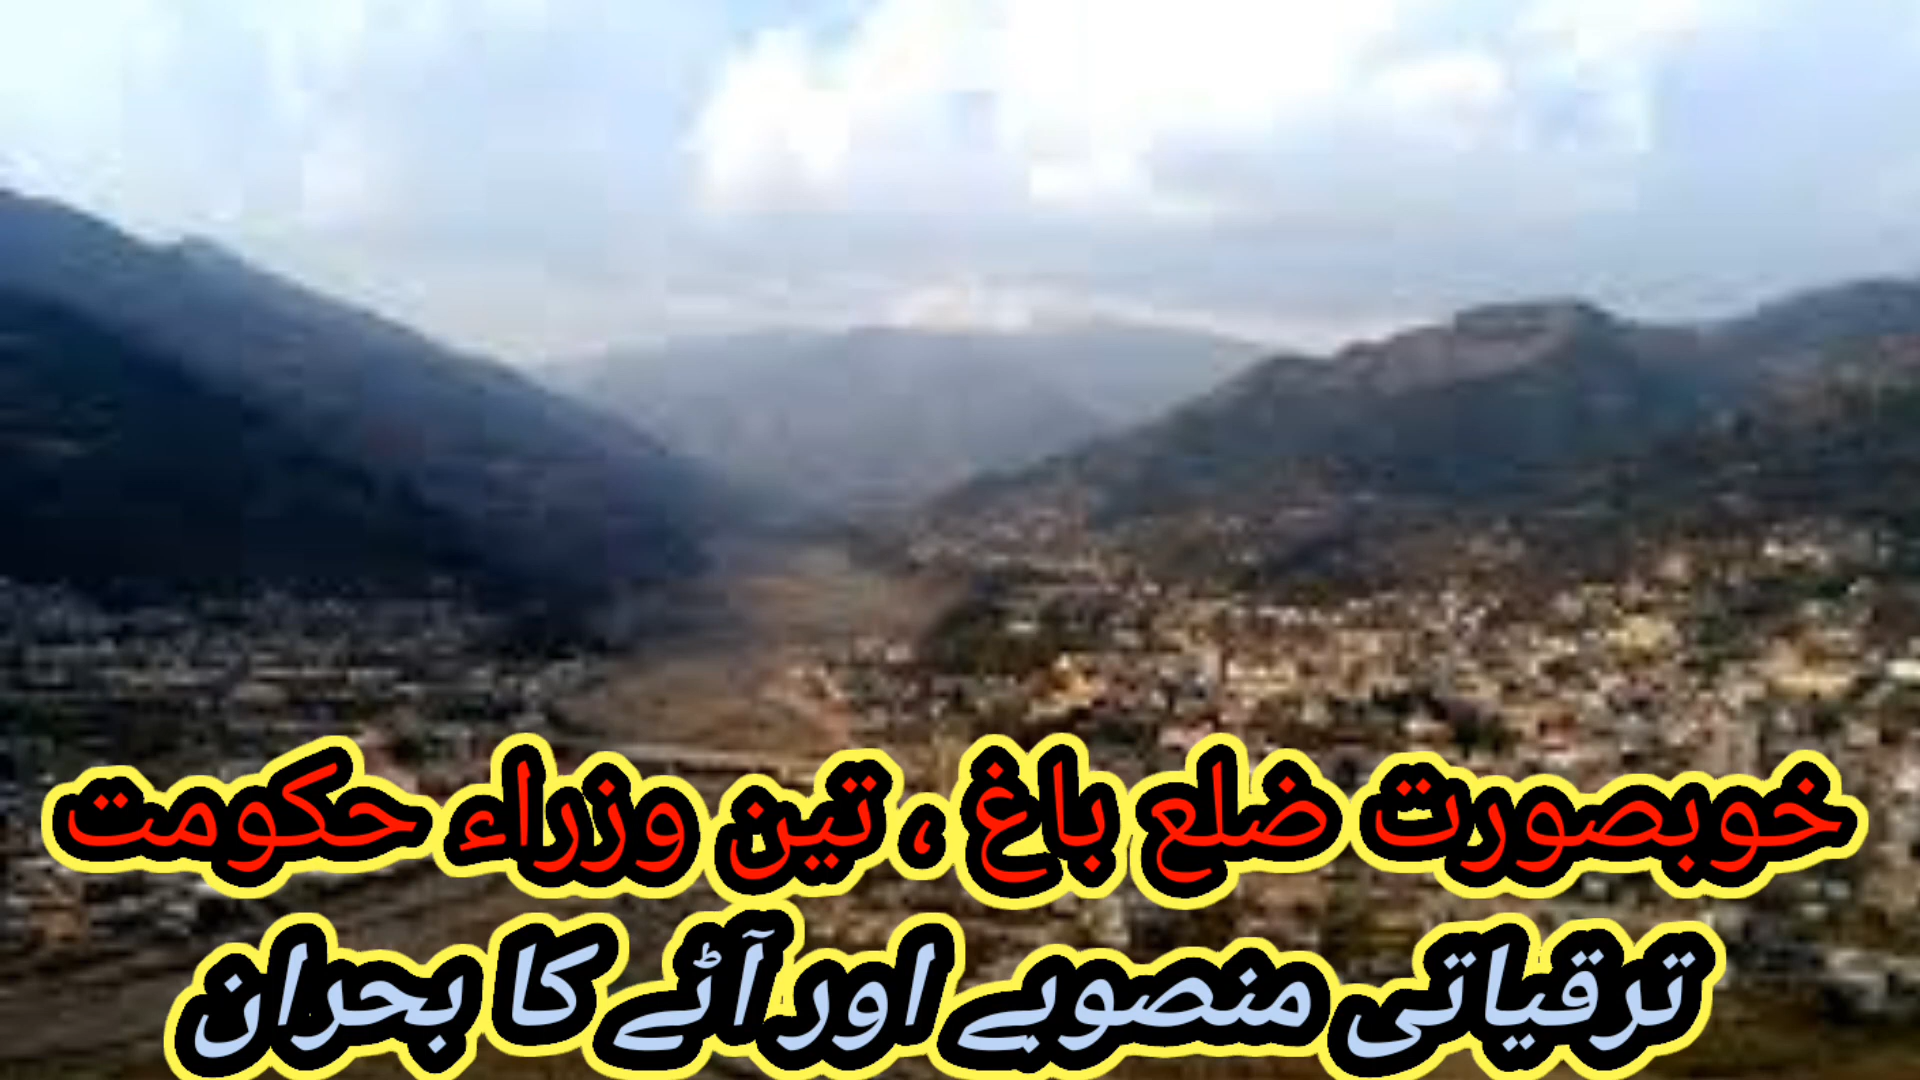 خوبصورت ضلع باغ ، تین وزراء حکومت
ترقیاتی منصوبے اور آٹے کا بحران